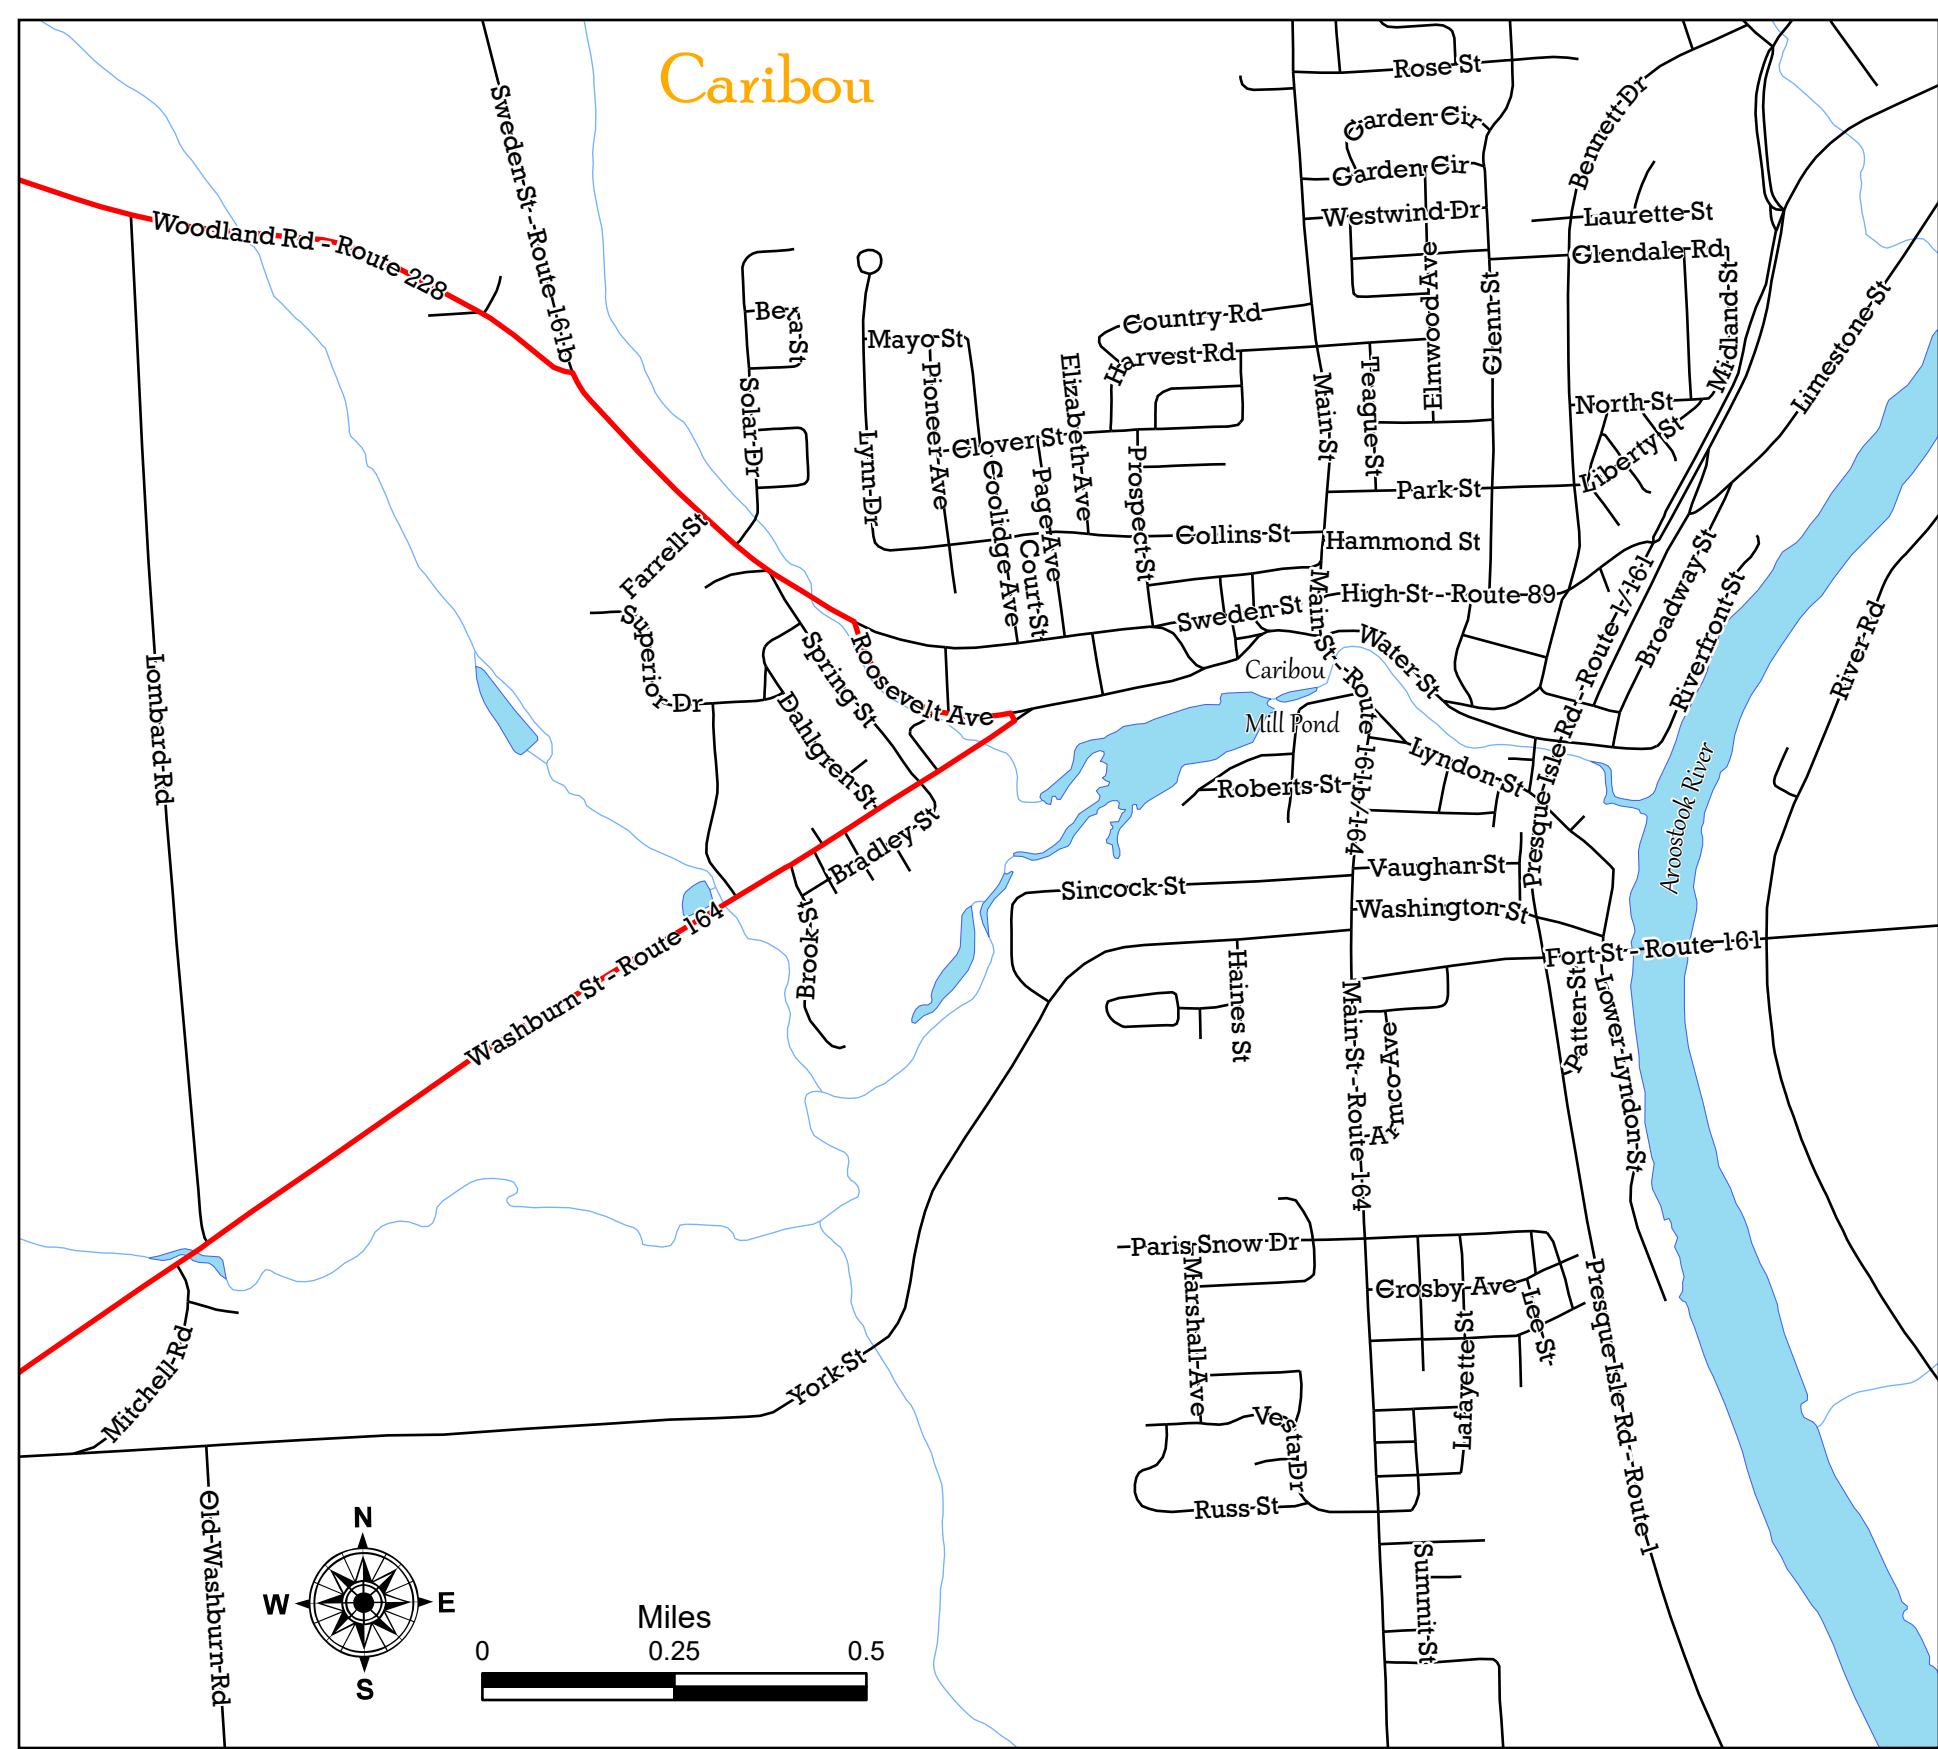 Caribou
Rose St
Sweden St - Route 161b
Bennett Dr
Garden Cir
Garden Cir
Westwind Dr
Laurette St
Woodland Rd - Route 228
Glendale Rd
Elmwood Ave
Glenn St
Midland St
Limestone St
Bexa St
Country Rd
Mayo St
Harvest Rd
Pioneer Ave
Elizabeth Ave
Main St
Teague St
Solar Dr
North St
Liberty St
Lynn Dr
Clover St
Coolidge Ave
Page Ave
Prospect St
Park St
Farrell St
Collins St
Hammond St
Court St
Main St - Route 161b/164
High St - Route 89
Sweden St
Presque Isle Rd - Route 1/161
Broadway St
Riverfront St
River Rd
Superior Dr
Spring St
Roosevelt Ave
Water St
Caribou
Mill Pond
Lombard Rd
Dahlgren St
Lyndon St
Roberts St
Aroostook River
Bradley St
Vaughan St
Sincock St
Washington St
Washburn St - Route 164
Brook St
Fort St - Route 161
Haines St
Main St - Route 164
Patten St
Lower Lyndon St
Armco Ave
Paris Snow Dr
Marshall Ave
Crosby Ave
Lee St
Lafayette St
Presque Isle Rd - Route 1
Mitchell Rd
York St
Vesta Dr
Russ St
Old Washburn Rd
Summit St
N
W
E
S
Miles
0
0.25
0.5